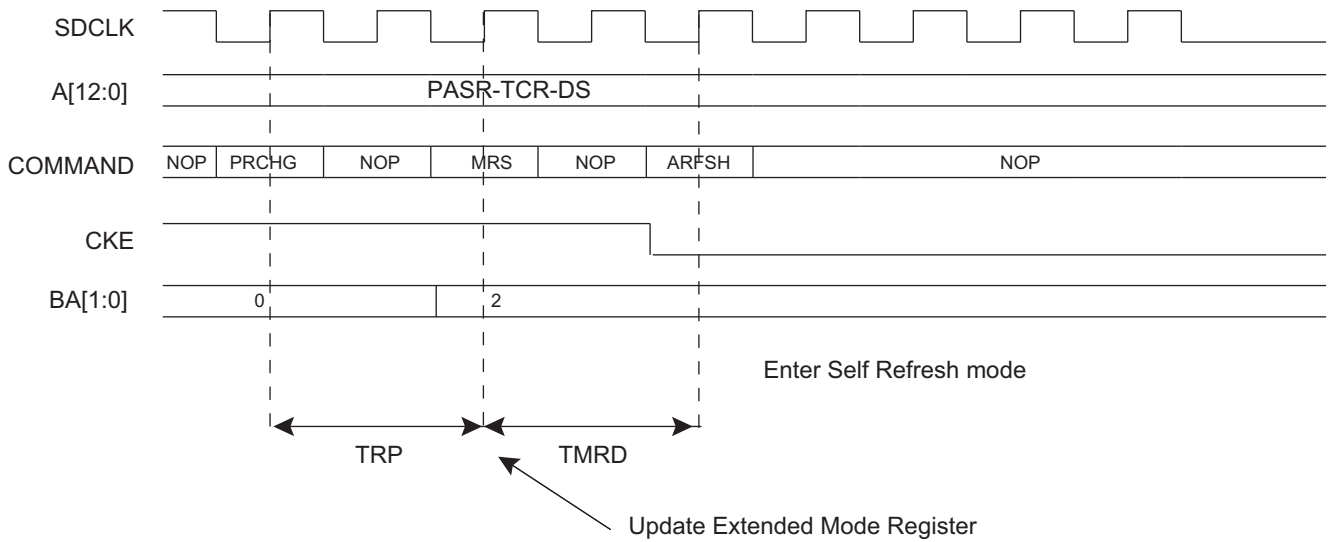 SDCLK
A[12:0] PASR-TCR-DS
COMMAND NOP PRCHG NOP MRS NOP ARFSH NOP
CKE
BA[1:0] 0 2
Enter Self Refresh mode
TRP TMRD
Update Extended Mode Register